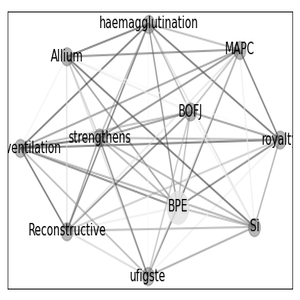 haemagglutination
MAPC
Allium
BOFJ
strengthens
ventilation
royalt
BPE
Reconstructive
Si
ufigste